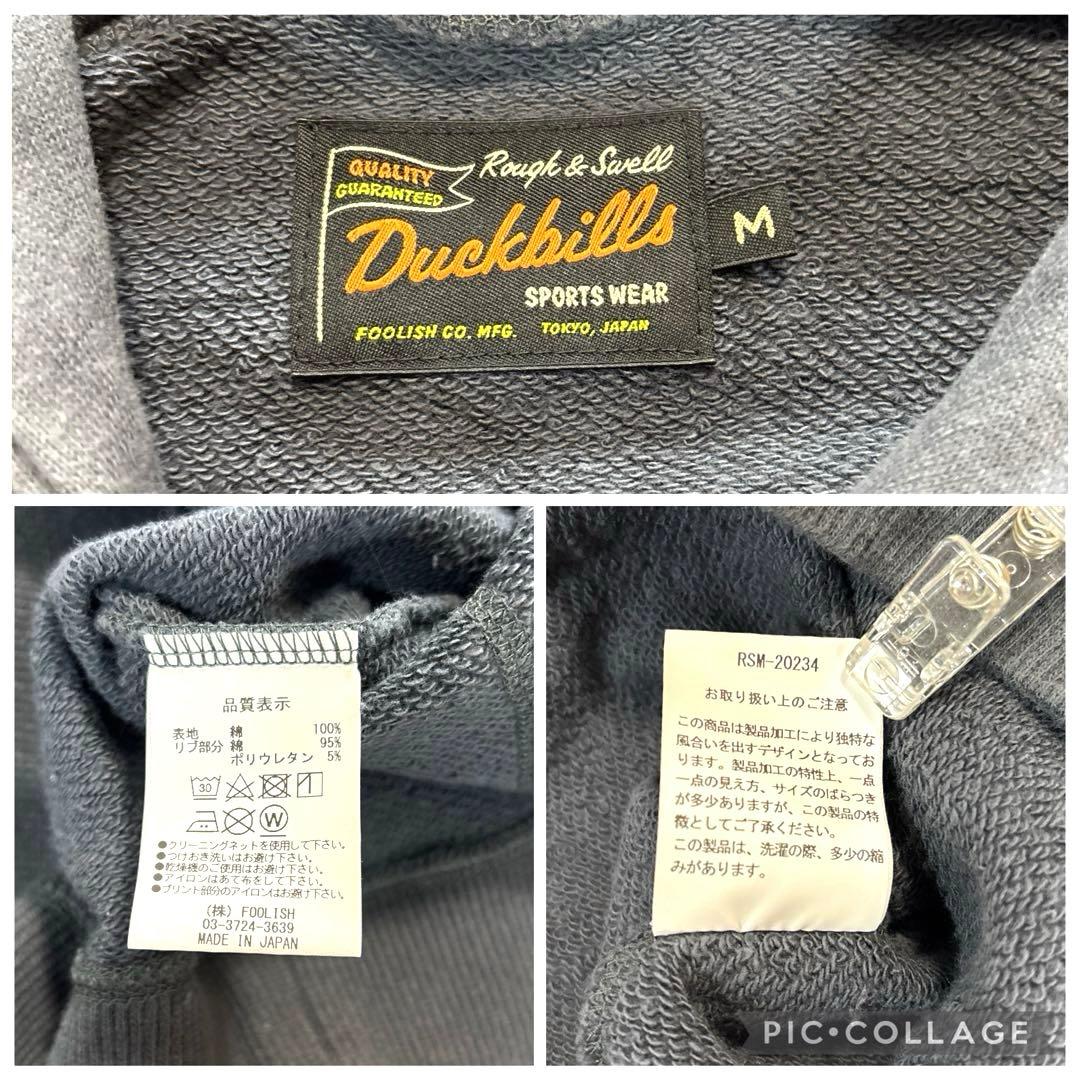 QUALITY
GUARANTEED
Rough & Swell
Duckbills
SPORTS WEAR
FOOLISH CO. MFG. TOKYO, JAPAN
M
品質表示
表地 綿 100%
リブ部分 綿 95%
ポリウレタン 5%
30
W
●クリーニングネットを使用して下さい。
●つけおき洗いはお避け下さい。
●乾燥機のご使用はお避け下さい。
●アイロンはあて布をして下さい。
●プリント部分のアイロンはお避け下さい。
(株) FOOLISH
03-3724-3639
MADE IN JAPAN
RSM-20234
お取り扱い上のご注意
この商品は製品加工により独特な
風合いを出すデザインとなってお
ります。製品加工の特性上、一点
一点の見え方、サイズのばらつき
が多少ありますが、この製品の特
徴としてご了承ください。
この製品は、洗濯の際、多少の縮
みがあります。
PIC•COLLAGE